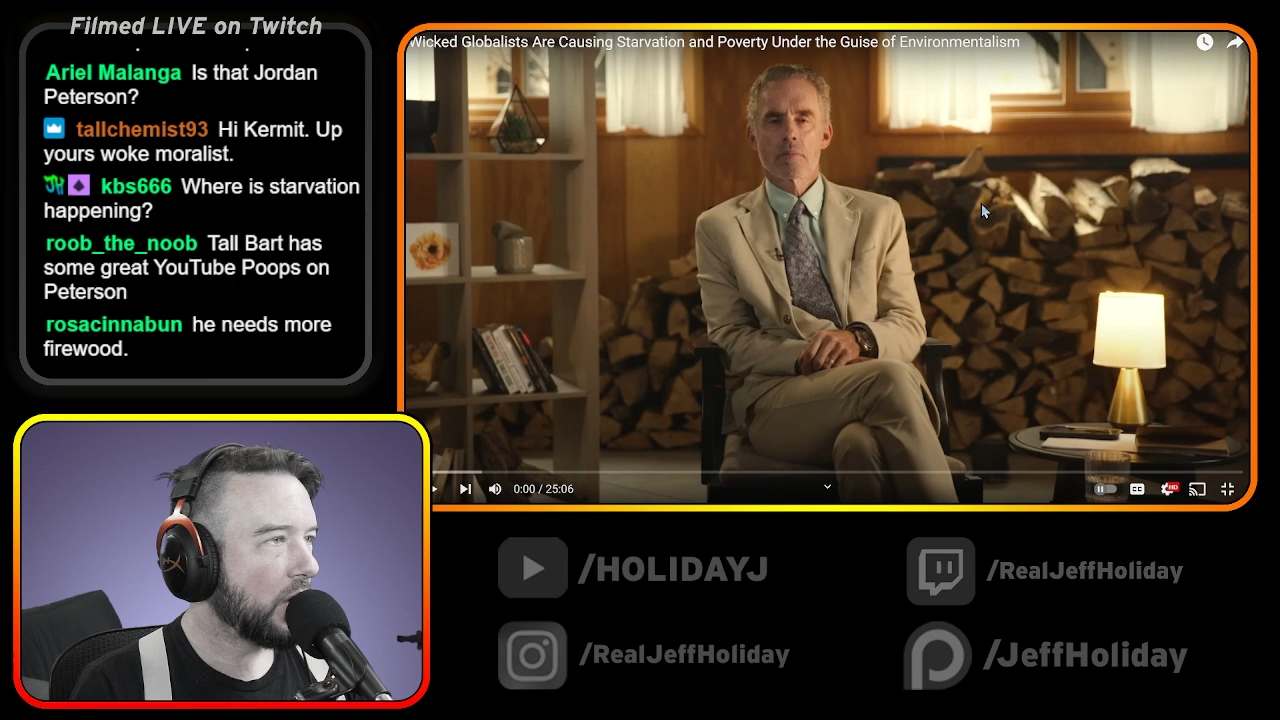 Filmed LIVE on Twitch
Ariel Malanga Is that Jordan
Peterson?
tallchemist93 Hi Kermit. Up
yours woke moralist.
kbs666 Where is starvation
happening?
roob_the_noob Tall Bart has
some great YouTube Poops on
Peterson
rosacinnabun he needs more
firewood.
Wicked Globalists Are Causing Starvation and Poverty Under the Guise of Environmentalism
0:00 / 25:06
CC
HD
/HOLIDAYJ
/RealJeffHoliday
/RealJeffHoliday
/JeffHoliday